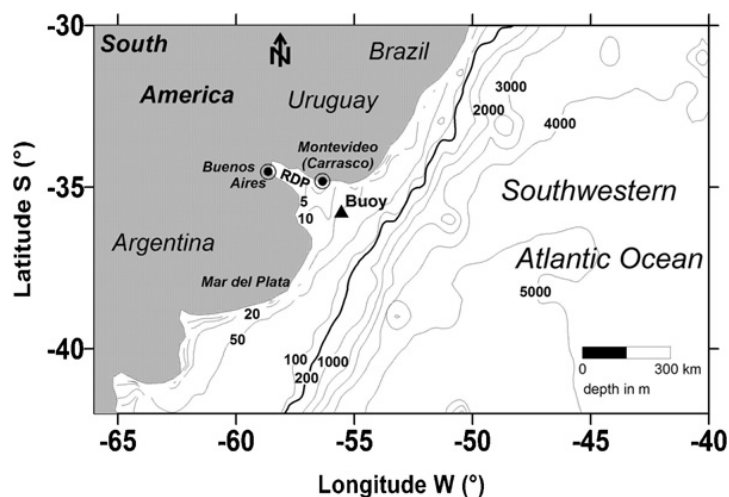 -30
South
Brazil
N
America
Uruguay
3000
2000
4000
Montevideo
(Carrasco)
Buenos
Aires
RDP
-35
5
10
Buoy
Southwestern
Argentina
Atlantic Ocean
Mar del Plata
5000
20
50
100
1000
200
-40
0
300 km
depth in m
Latitude S (°)
-65
-60
-55
-50
-45
-40
Longitude W (°)